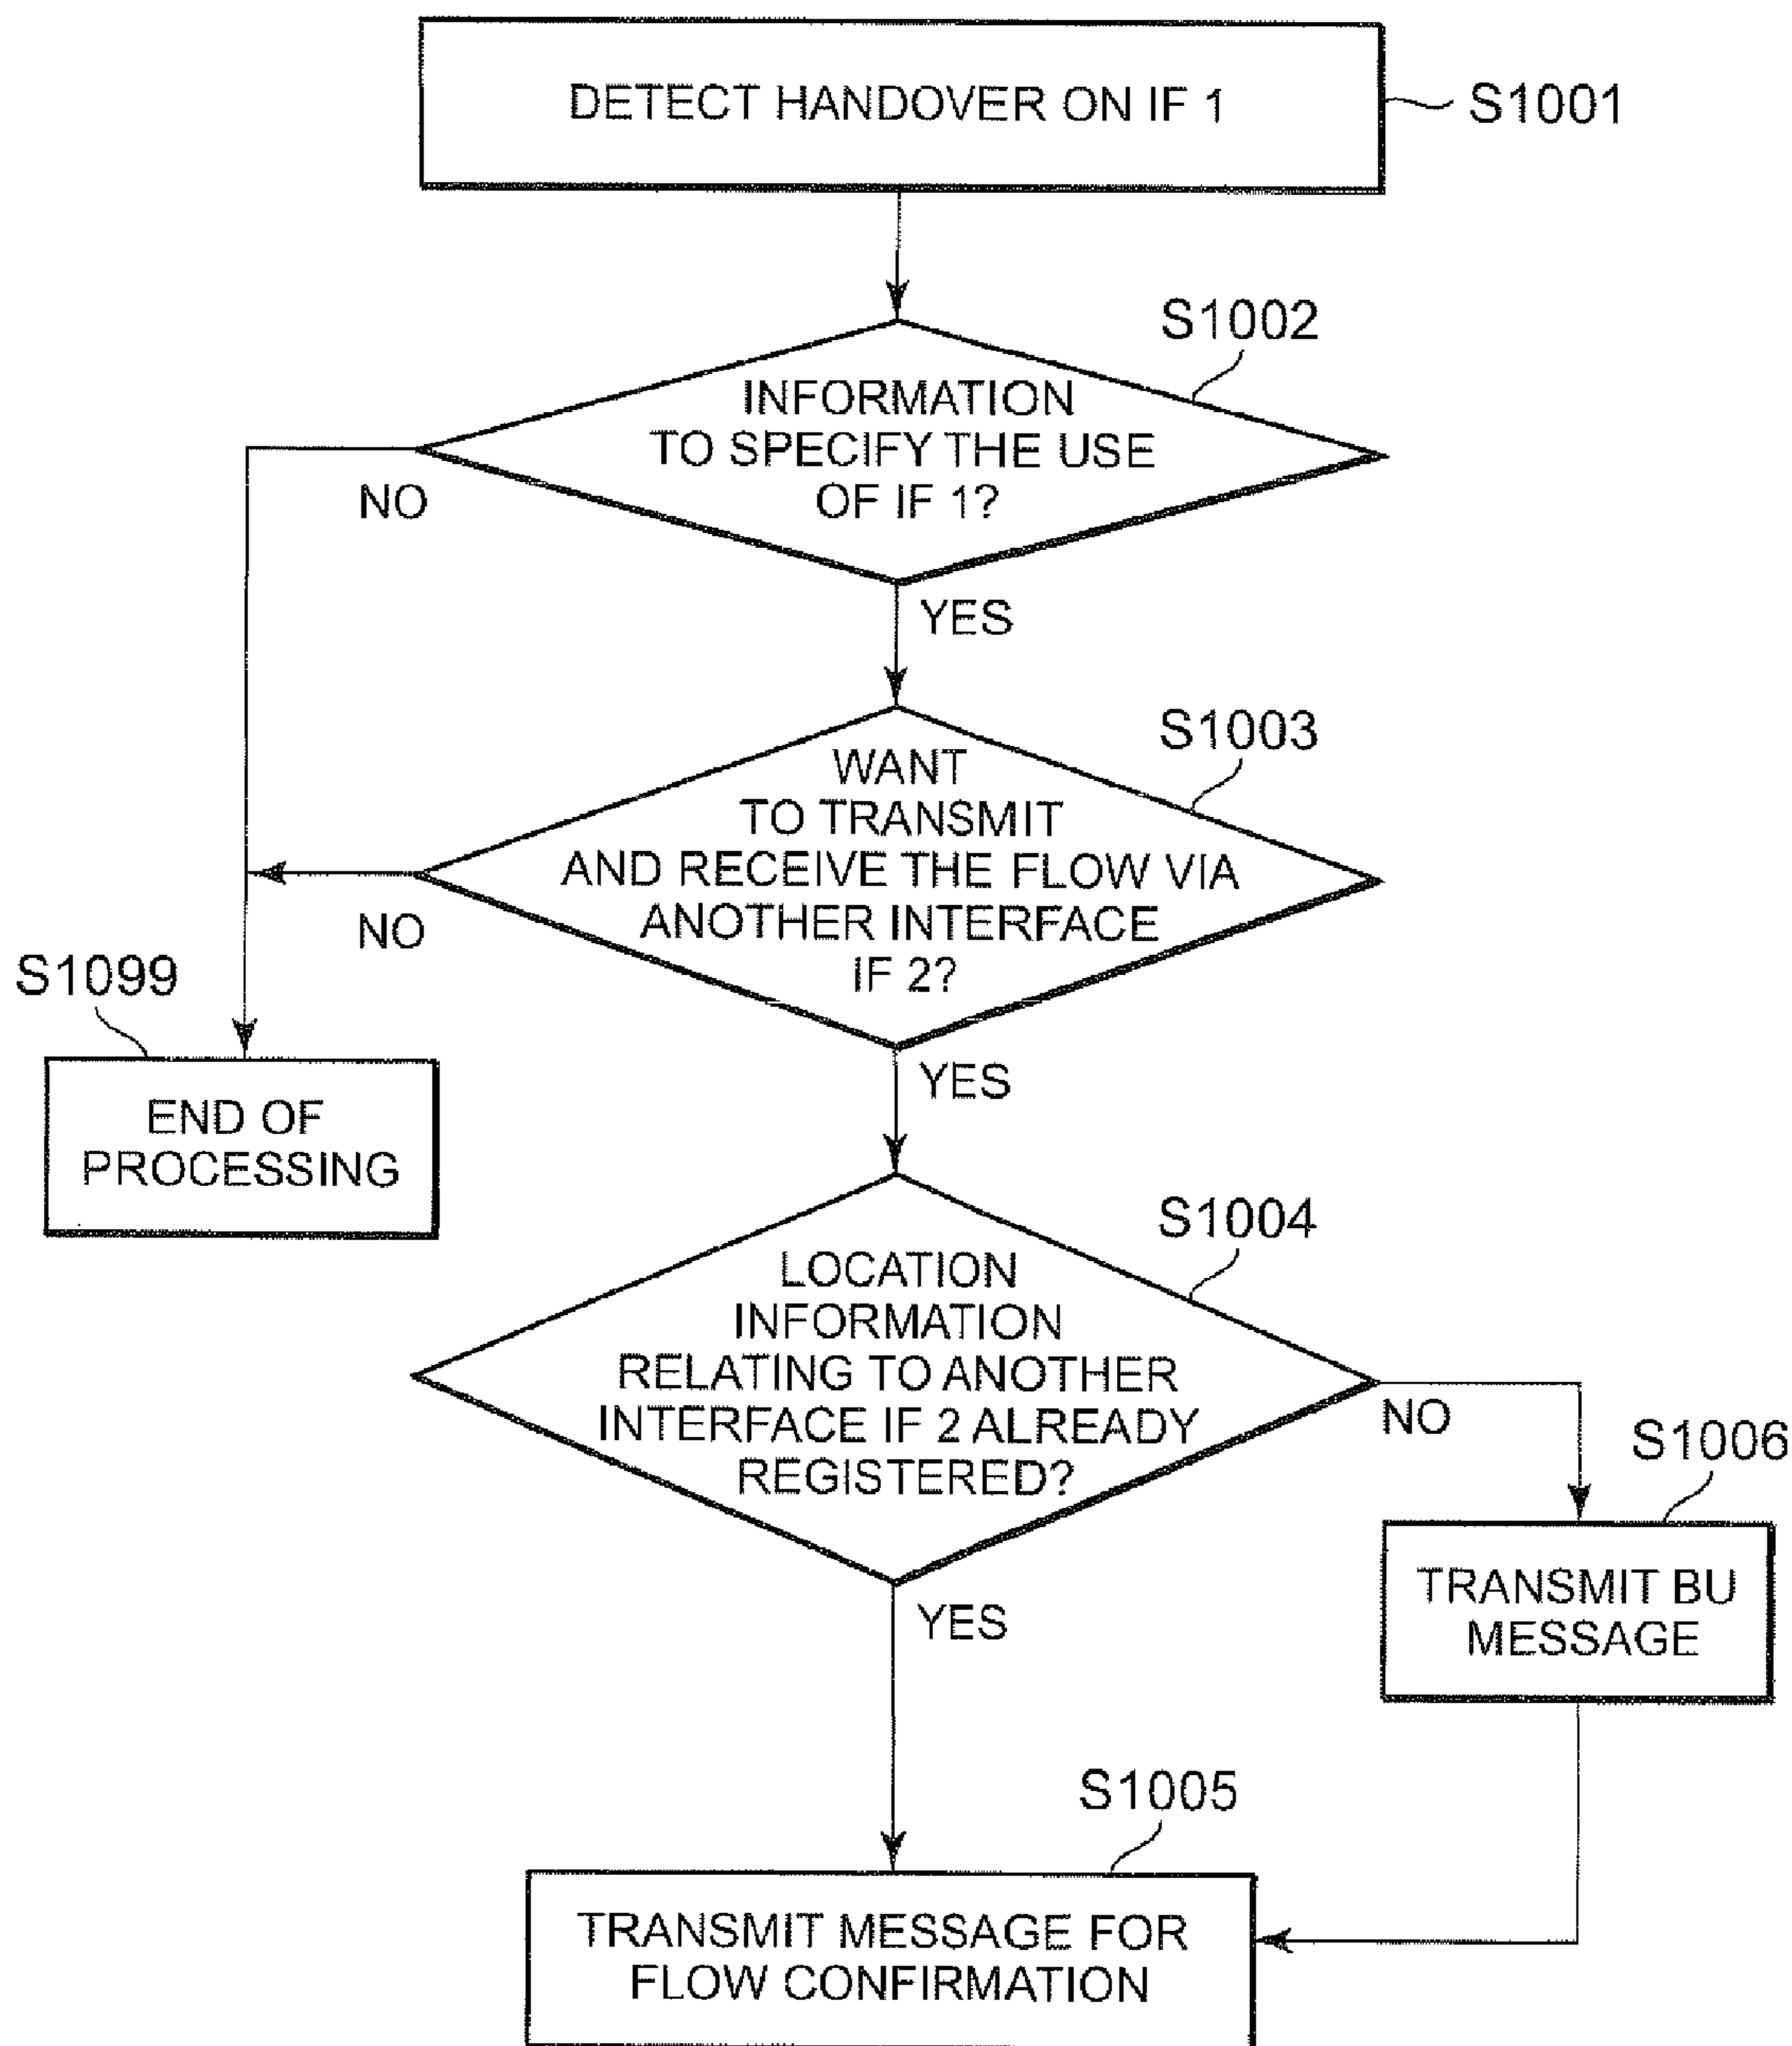 DETECT HANDOVER ON IF 1
S1001
S1002
INFORMATION
TO SPECIFY THE USE
OF IF 1?
NO
YES
S1003
WANT
TO TRANSMIT
AND RECEIVE THE FLOW VIA
ANOTHER INTERFACE
IF 2?
NO
S1099
YES
END OF
PROCESSING
S1004
LOCATION
INFORMATION
RELATING TO ANOTHER
INTERFACE IF 2 ALREADY
REGISTERED?
NO
S1006
YES
TRANSMIT BU
MESSAGE
S1005
TRANSMIT MESSAGE FOR
FLOW CONFIRMATION